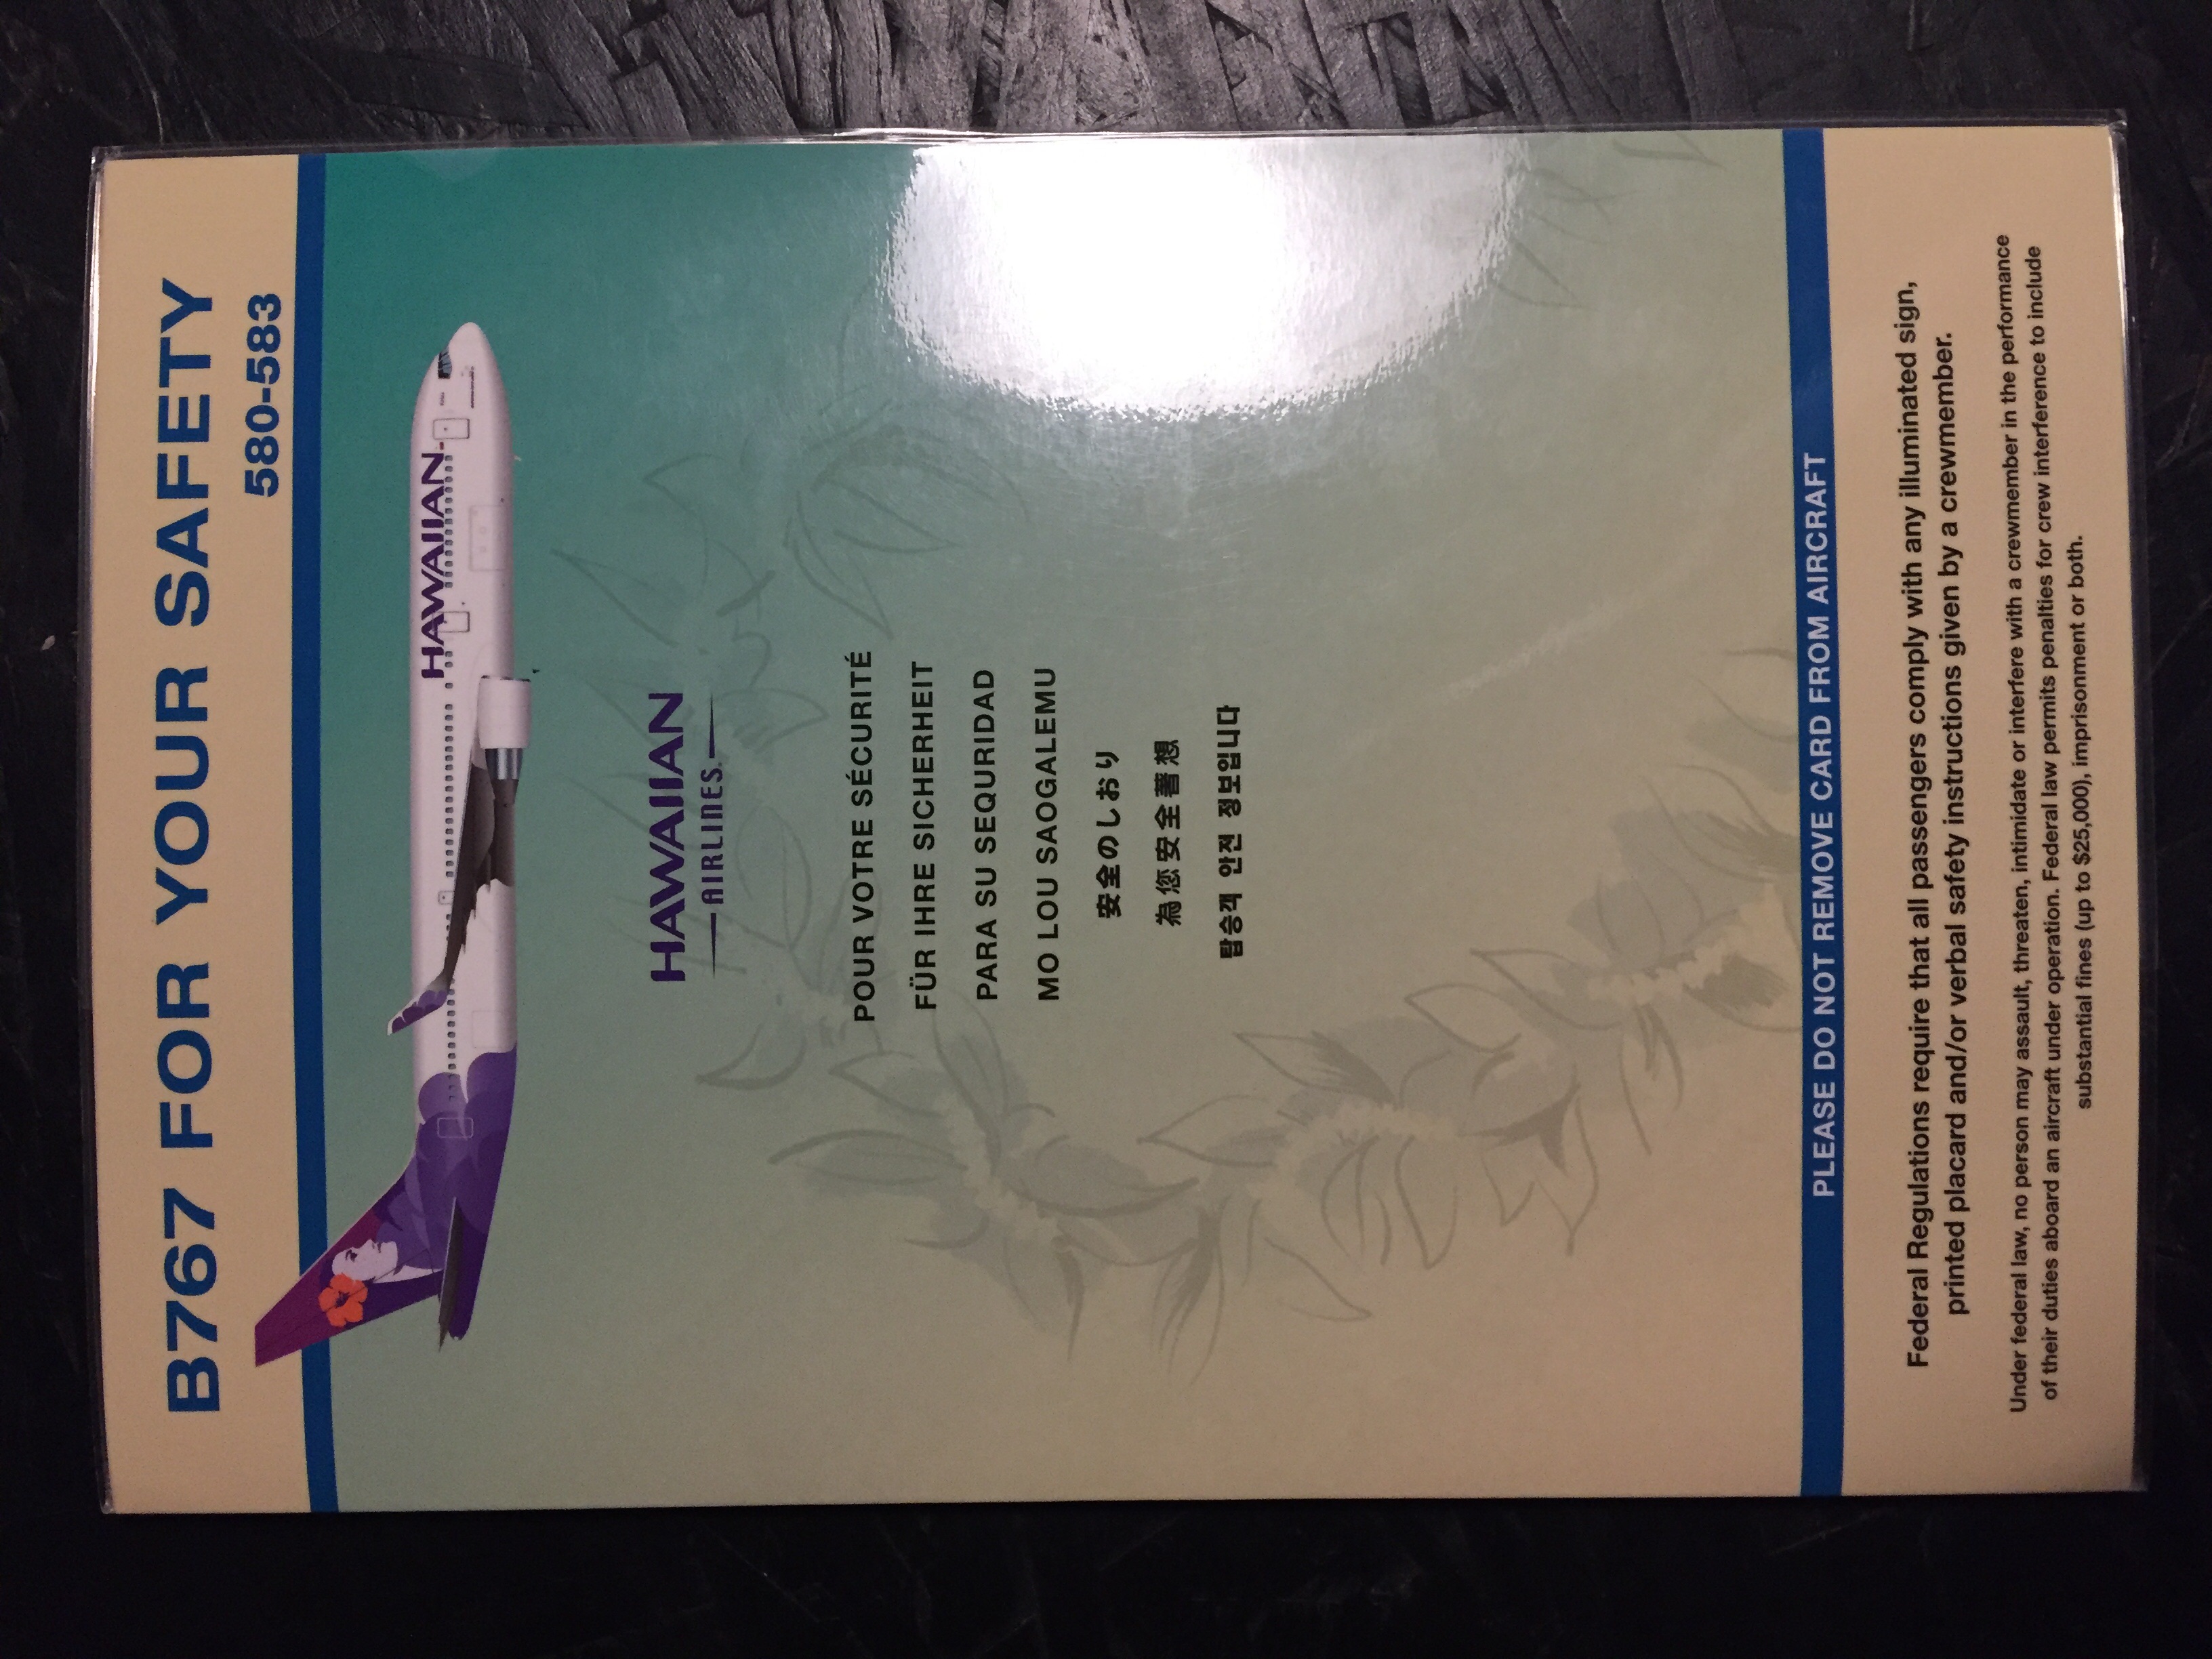 B767 FOR YOUR SAFETY
580-583
HAWAIIAN
HAWAIIAN
AIRLINES
POUR VOTRE SÉCURITÉ
FÜR IHRE SICHERHEIT
PARA SU SEQURIDAD
MO LOU SAOGALEMU
安全のしおり
為您安全著想
탑승객 안전 정보입니다
PLEASE DO NOT REMOVE CARD FROM AIRCRAFT
Federal Regulations require that all passengers comply with any illuminated sign,
printed placard and/or verbal safety instructions given by a crewmember.
Under federal law, no person may assault, threaten, intimidate or interfere with a crewmember in the performance
of their duties aboard an aircraft under operation. Federal law permits penalties for crew interference to include
substantial fines (up to $25,000), imprisonment or both.